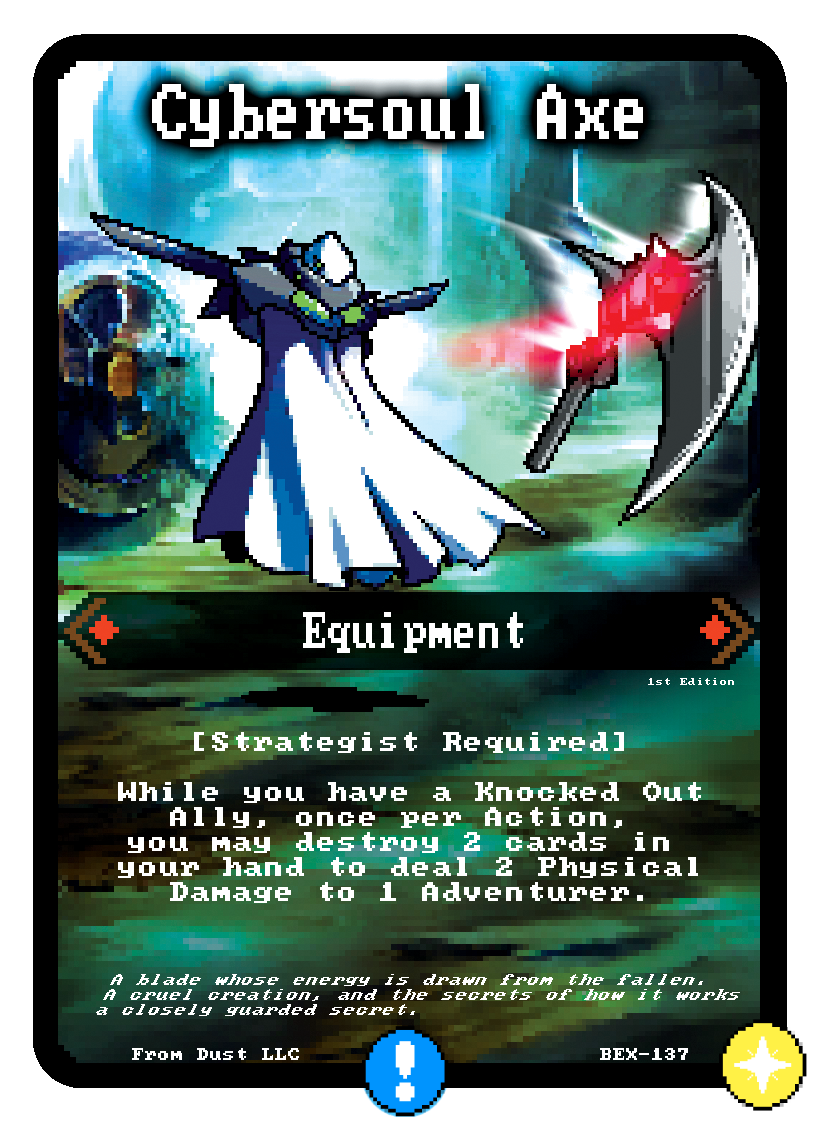 Cybersoul Axe
Equipment
1st Edition
[Strategist Required]
While you have a Knocked Out
Ally, once per Action,
you may destroy 2 cards in
your hand to deal 2 Physical
Damage to 1 Adventurer.
A blade whose energy is drawn from the fallen.
A cruel creation, and the secrets of how it works
a closely guarded secret.
From Dust LLC
BEX-137
!